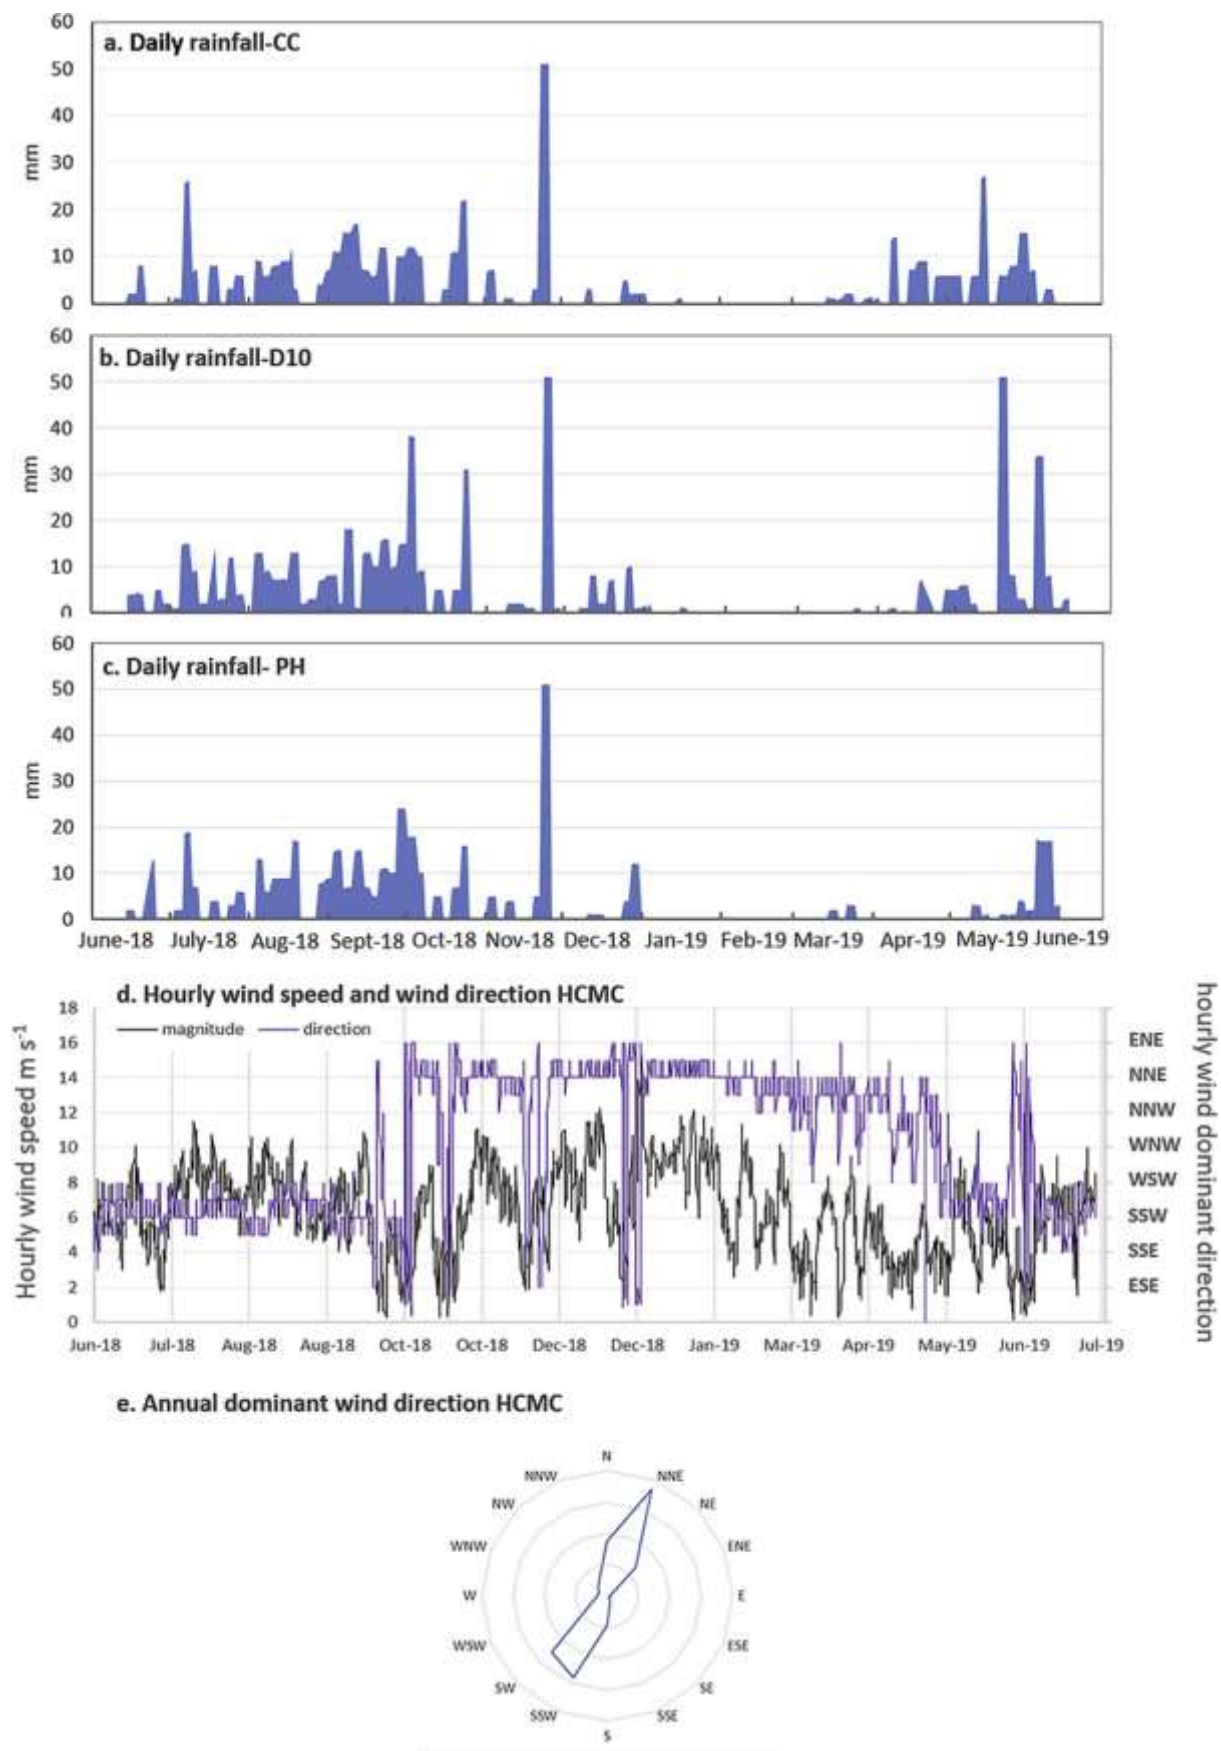 a. Daily rainfall-CC
60
50
40
30
20
10
0
mm
b. Daily rainfall-D10
60
50
40
30
20
10
0
mm
c. Daily rainfall- PH
60
50
40
30
20
10
0
mm
June-18 July-18 Aug-18 Sept-18 Oct-18 Nov-18 Dec-18 Jan-19 Feb-19 Mar-19 Apr-19 May-19 June-19
d. Hourly wind speed and wind direction HCMC
magnitude direction
18
16
14
12
10
8
6
4
2
0
Hourly wind speed m s-1
ENE
NNE
NNW
WNW
WSW
SSW
SSE
ESE
hourly wind dominant direction
Jun-18 Jul-18 Aug-18 Aug-18 Oct-18 Oct-18 Dec-18 Dec-18 Jan-19 Mar-19 Apr-19 May-19 Jun-19 Jul-19
e. Annual dominant wind direction HCMC
N
NNW NNE
NW NE
WNW ENE
W E
WSW ESE
SW SE
SSW SSE
S